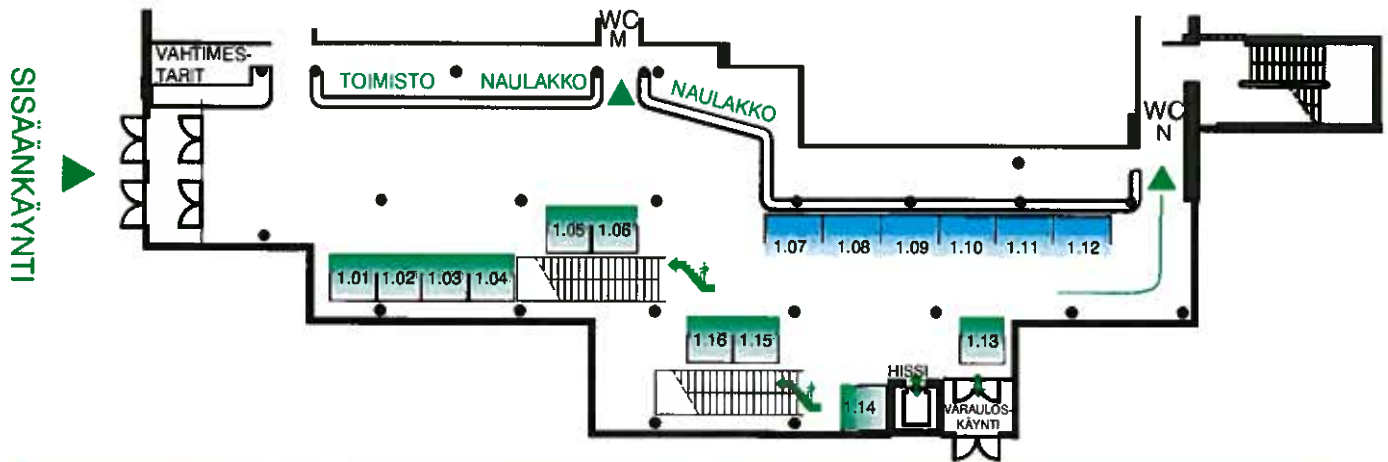 WC
M
VAHTIMES-
TARIT
TOIMISTO
NAULAKKO
NAULAKKO
WC
N
SISÄÄNKÄYNTI
1.05
1.06
1.07
1.08
1.09
1.10
1.11
1.12
1.01
1.02
1.03
1.04
1.16
1.15
1.13
HISSI
1.14
VARAULOS-
KÄYNTI